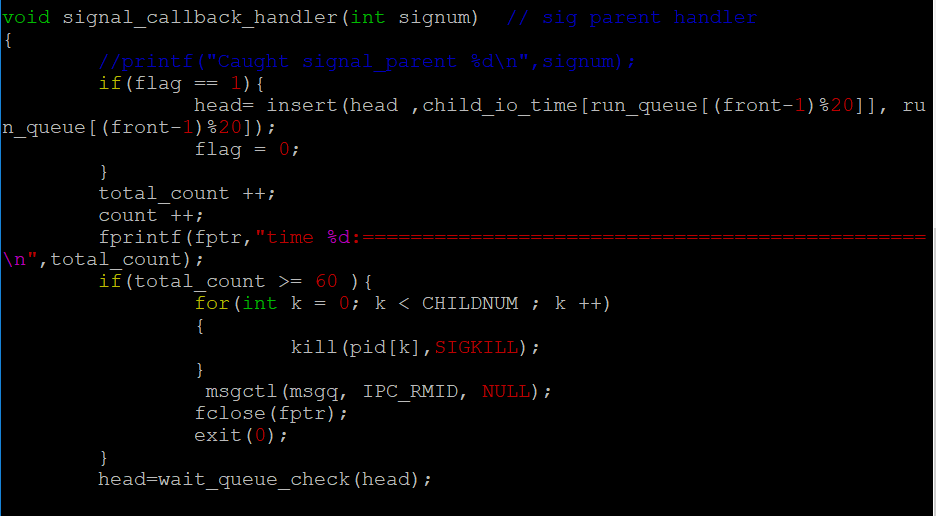 void signal_callback_handler(int signum)  // sig parent handler
{
        //printf("Caught signal_parent %d\n",signum);
        if(flag == 1){
                head= insert(head ,child_io_time[run_queue[(front-1)%20]], ru
n_queue[(front-1)%20]);
                flag = 0;
        }
        total_count ++;
        count ++;
        fprintf(fptr,"time %d:===============================================
\n",total_count);
        if(total_count >= 60 ){
                for(int k = 0; k < CHILDNUM ; k ++)
                {
                        kill(pid[k],SIGKILL);
                }
                 msgctl(msgq, IPC_RMID, NULL);
                fclose(fptr);
                exit(0);
        }
        head=wait_queue_check(head);